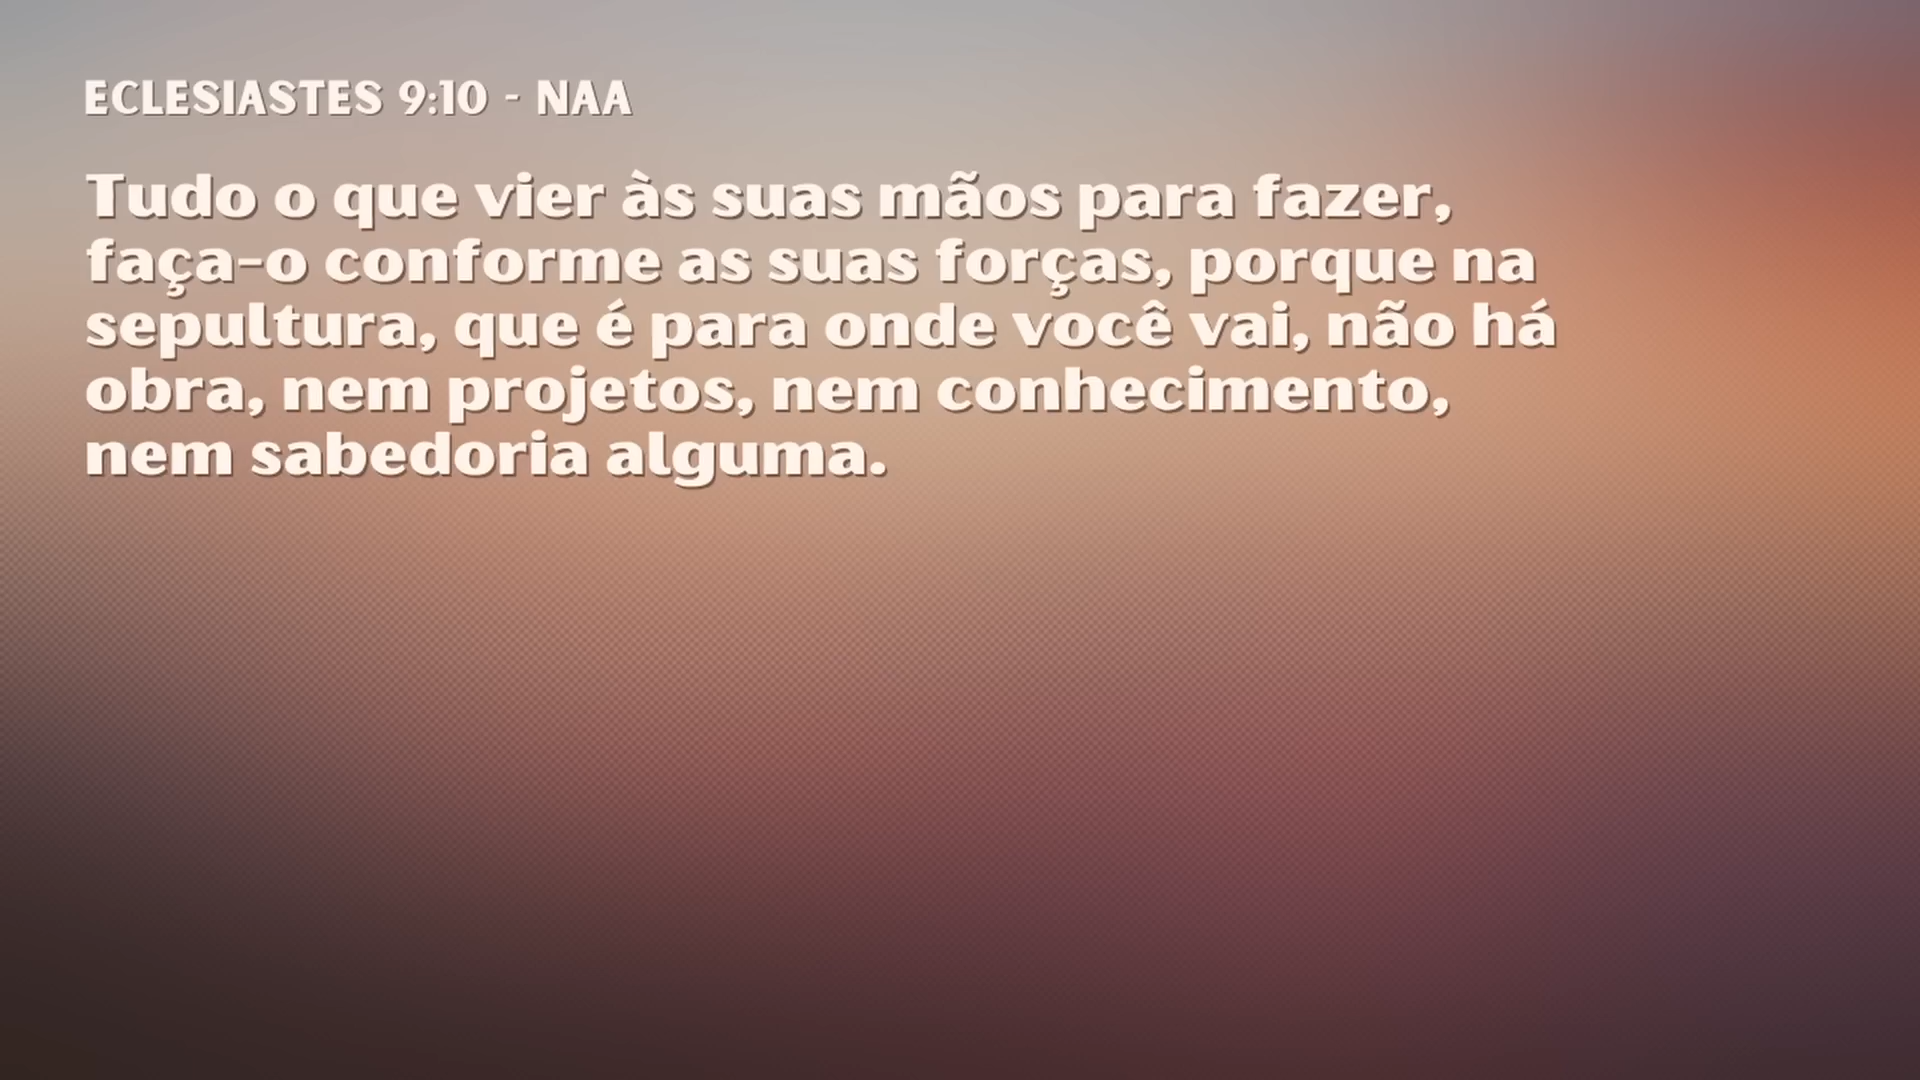 ECLESIASTES 9:10 - NAA
Tudo o que vier às suas mãos para fazer,
faça-o conforme as suas forças, porque na
sepultura, que é para onde você vai, não há
obra, nem projetos, nem conhecimento,
nem sabedoria alguma.